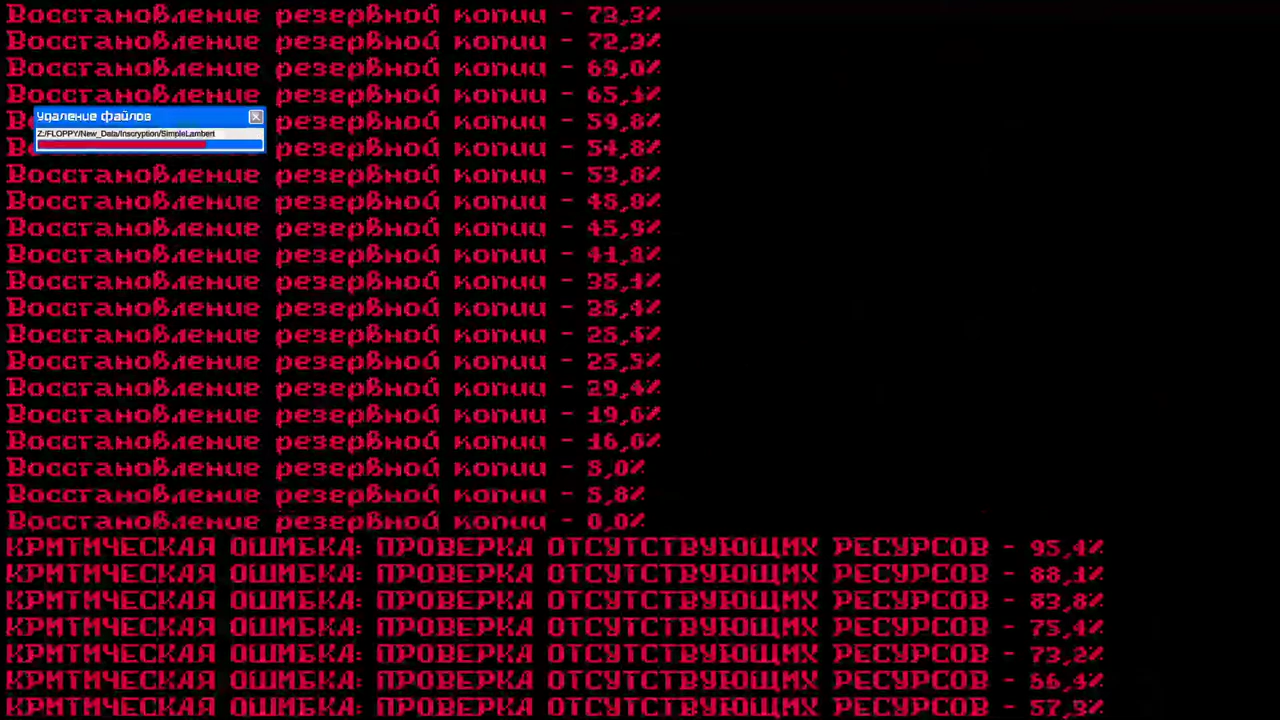 Восстановление резервной копии - 73,3%
Восстановление резервной копии - 72,3%
Восстановление резервной копии - 69,0%
Восстановление резервной копии - 65,1%
Удаление файлов
Z:/FLOPPY/New_Data/Inscryption/SimpleLambert
Восстановление резервной копии - 59,8%
Восстановление резервной копии - 54,8%
Восстановление резервной копии - 53,8%
Восстановление резервной копии - 48,8%
Восстановление резервной копии - 45,9%
Восстановление резервной копии - 41,8%
Восстановление резервной копии - 38,1%
Восстановление резервной копии - 38,4%
Восстановление резервной копии - 28,4%
Восстановление резервной копии - 25,3%
Восстановление резервной копии - 29,4%
Восстановление резервной копии - 19,6%
Восстановление резервной копии - 16,0%
Восстановление резервной копии - 8,0%
Восстановление резервной копии - 5,8%
Восстановление резервной копии - 0,0%
КРИТИЧЕСКАЯ ОШИБКА: ПРОВЕРКА ОТСУТСТВУЮЩИХ РЕСУРСОВ - 95,4%
КРИТИЧЕСКАЯ ОШИБКА: ПРОВЕРКА ОТСУТСТВУЮЩИХ РЕСУРСОВ - 88,1%
КРИТИЧЕСКАЯ ОШИБКА: ПРОВЕРКА ОТСУТСТВУЮЩИХ РЕСУРСОВ - 83,8%
КРИТИЧЕСКАЯ ОШИБКА: ПРОВЕРКА ОТСУТСТВУЮЩИХ РЕСУРСОВ - 75,4%
КРИТИЧЕСКАЯ ОШИБКА: ПРОВЕРКА ОТСУТСТВУЮЩИХ РЕСУРСОВ - 73,2%
КРИТИЧЕСКАЯ ОШИБКА: ПРОВЕРКА ОТСУТСТВУЮЩИХ РЕСУРСОВ - 66,4%
КРИТИЧЕСКАЯ ОШИБКА: ПРОВЕРКА ОТСУТСТВУЮЩИХ РЕСУРСОВ - 57,3%